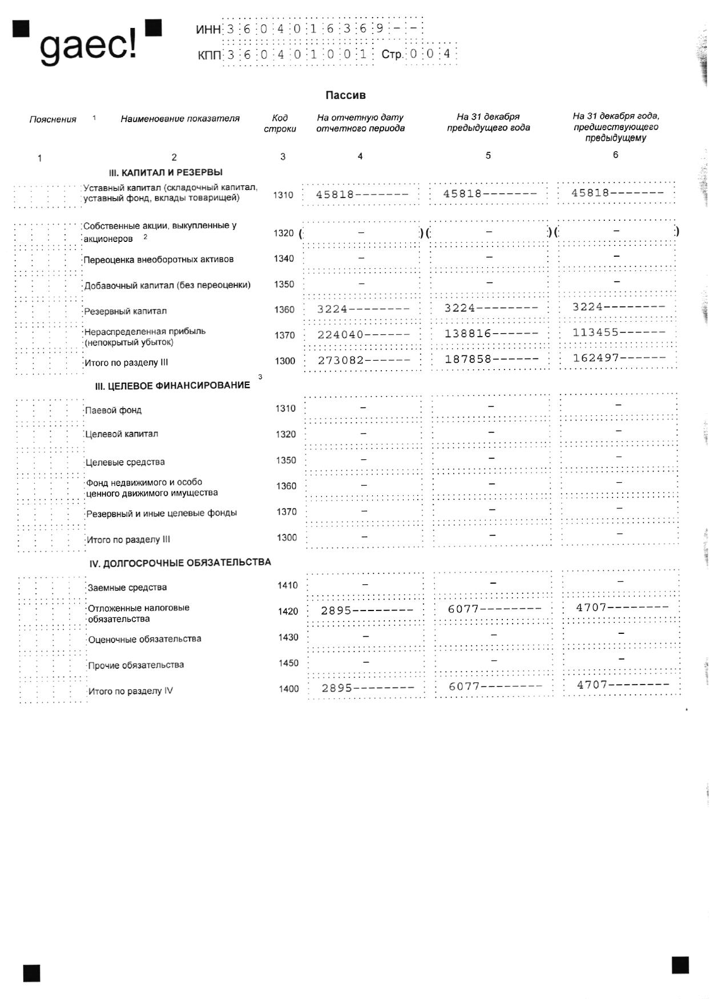 gaec!
ИНН 3604016369--
КПП 360401001 Стр. 004
Пассив
Пояснения 1 Наименование показателя Код строки На отчетную дату отчетного периода На 31 декабря предыдущего года На 31 декабря года, предшествующего предыдущему
1 2 3 4 5 6
III. КАПИТАЛ И РЕЗЕРВЫ
Уставный капитал (складочный капитал, уставный фонд, вклады товарищей) 1310 45818------- 45818------- 45818-------
Собственные акции, выкупленные у акционеров 2 1320 ( – ) ( – ) ( – )
Переоценка внеоборотных активов 1340 – – –
Добавочный капитал (без переоценки) 1350 – – –
Резервный капитал 1360 3224-------- 3224-------- 3224--------
Нераспределенная прибыль (непокрытый убыток) 1370 224040------ 138816------ 113455------
Итого по разделу III 1300 273082------ 187858------ 162497------
III. ЦЕЛЕВОЕ ФИНАНСИРОВАНИЕ 3
Паевой фонд 1310 – – –
Целевой капитал 1320 – – –
Целевые средства 1350 – – –
Фонд недвижимого и особо ценного движимого имущества 1360 – – –
Резервный и иные целевые фонды 1370 – – –
Итого по разделу III 1300 – – –
IV. ДОЛГОСРОЧНЫЕ ОБЯЗАТЕЛЬСТВА
Заемные средства 1410 – – –
Отложенные налоговые обязательства 1420 2895-------- 6077-------- 4707--------
Оценочные обязательства 1430 – – –
Прочие обязательства 1450 – – –
Итого по разделу IV 1400 2895-------- 6077-------- 4707--------